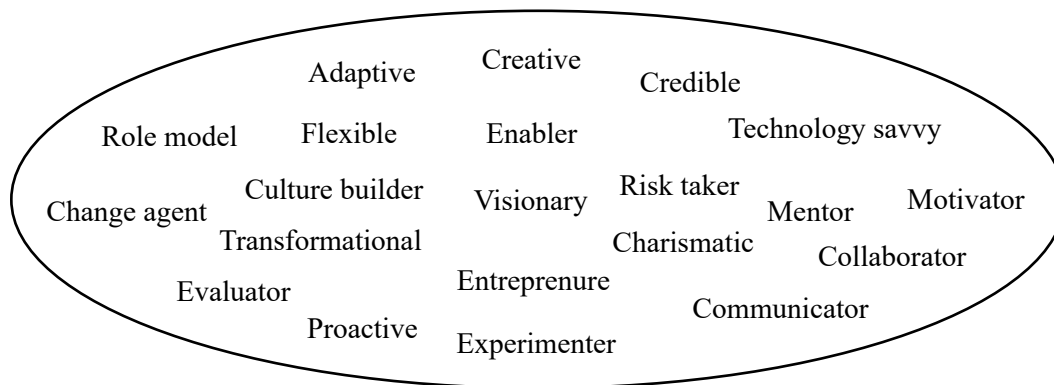 Creative
Adaptive
Credible
Technology savvy
Role model
Flexible
Enabler
Risk taker
Culture builder
Visionary
Motivator
Change agent
Mentor
Transformational
Charismatic
Collaborator
Entreprenure
Evaluator
Communicator
Proactive
Experimenter